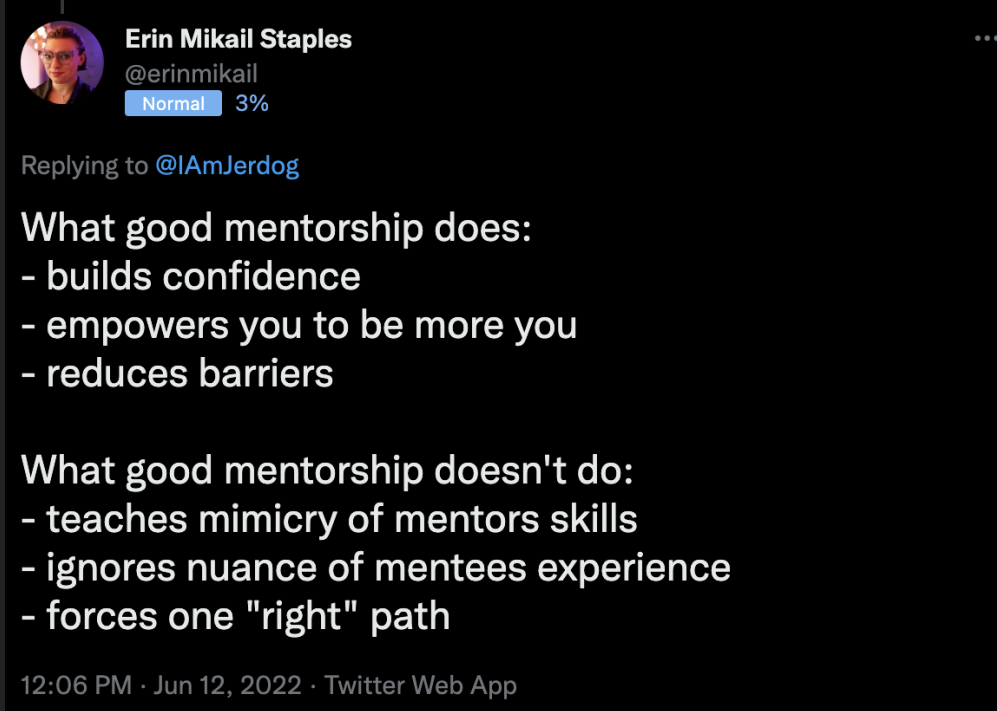 Erin Mikail Staples
@erinmikail
Normal 3%
Replying to @IAmJerdog
What good mentorship does:
- builds confidence
- empowers you to be more you
- reduces barriers
What good mentorship doesn't do:
- teaches mimicry of mentors skills
- ignores nuance of mentees experience
- forces one "right" path
12:06 PM · Jun 12, 2022 · Twitter Web App